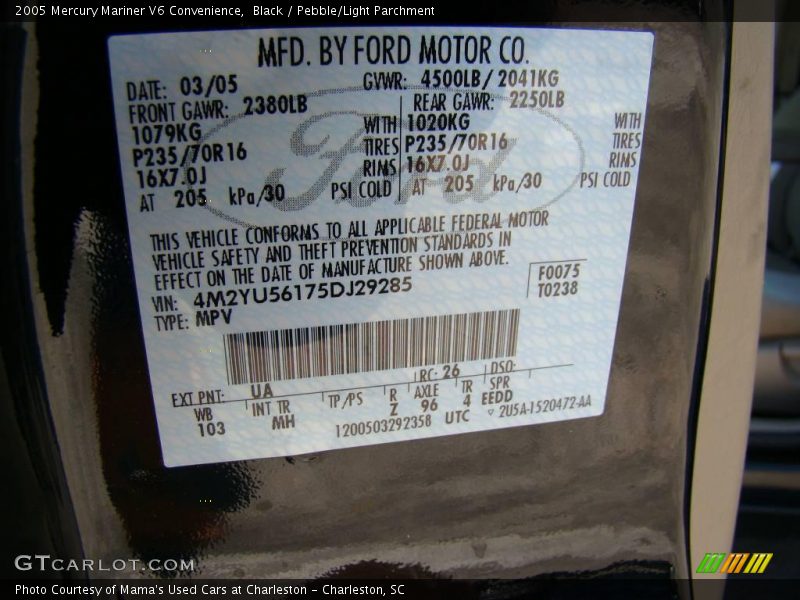 2005 Mercury Mariner V6 Convenience, Black / Pebble/Light Parchment
MFD. BY FORD MOTOR CO.
DATE: 03/05 GVWR: 4500LB/2041KG
FRONT GAWR: 2380LB REAR GAWR: 2250LB
1079KG WITH 1020KG WITH
P235/70R16 TIRES P235/70R16 TIRES
16X7.0J RIMS 16X7.0J RIMS
AT 205 kPa/30 PSI COLD AT 205 kPa/30 PSI COLD
Ford
THIS VEHICLE CONFORMS TO ALL APPLICABLE FEDERAL MOTOR
VEHICLE SAFETY AND THEFT PREVENTION STANDARDS IN
EFFECT ON THE DATE OF MANUFACTURE SHOWN ABOVE.
VIN: 4M2YU56175DJ29285 F0075
TYPE: MPV T0238
EXT PNT: UA RC: 26 DSO:
WB INT TR TP/PS R AXLE TR SPR
103 MH Z 96 4 EEDD
1200503292358 UTC ▽ 2U5A-1520472-AA
GTCARLOT.COM
Photo Courtesy of Mama's Used Cars at Charleston - Charleston, SC